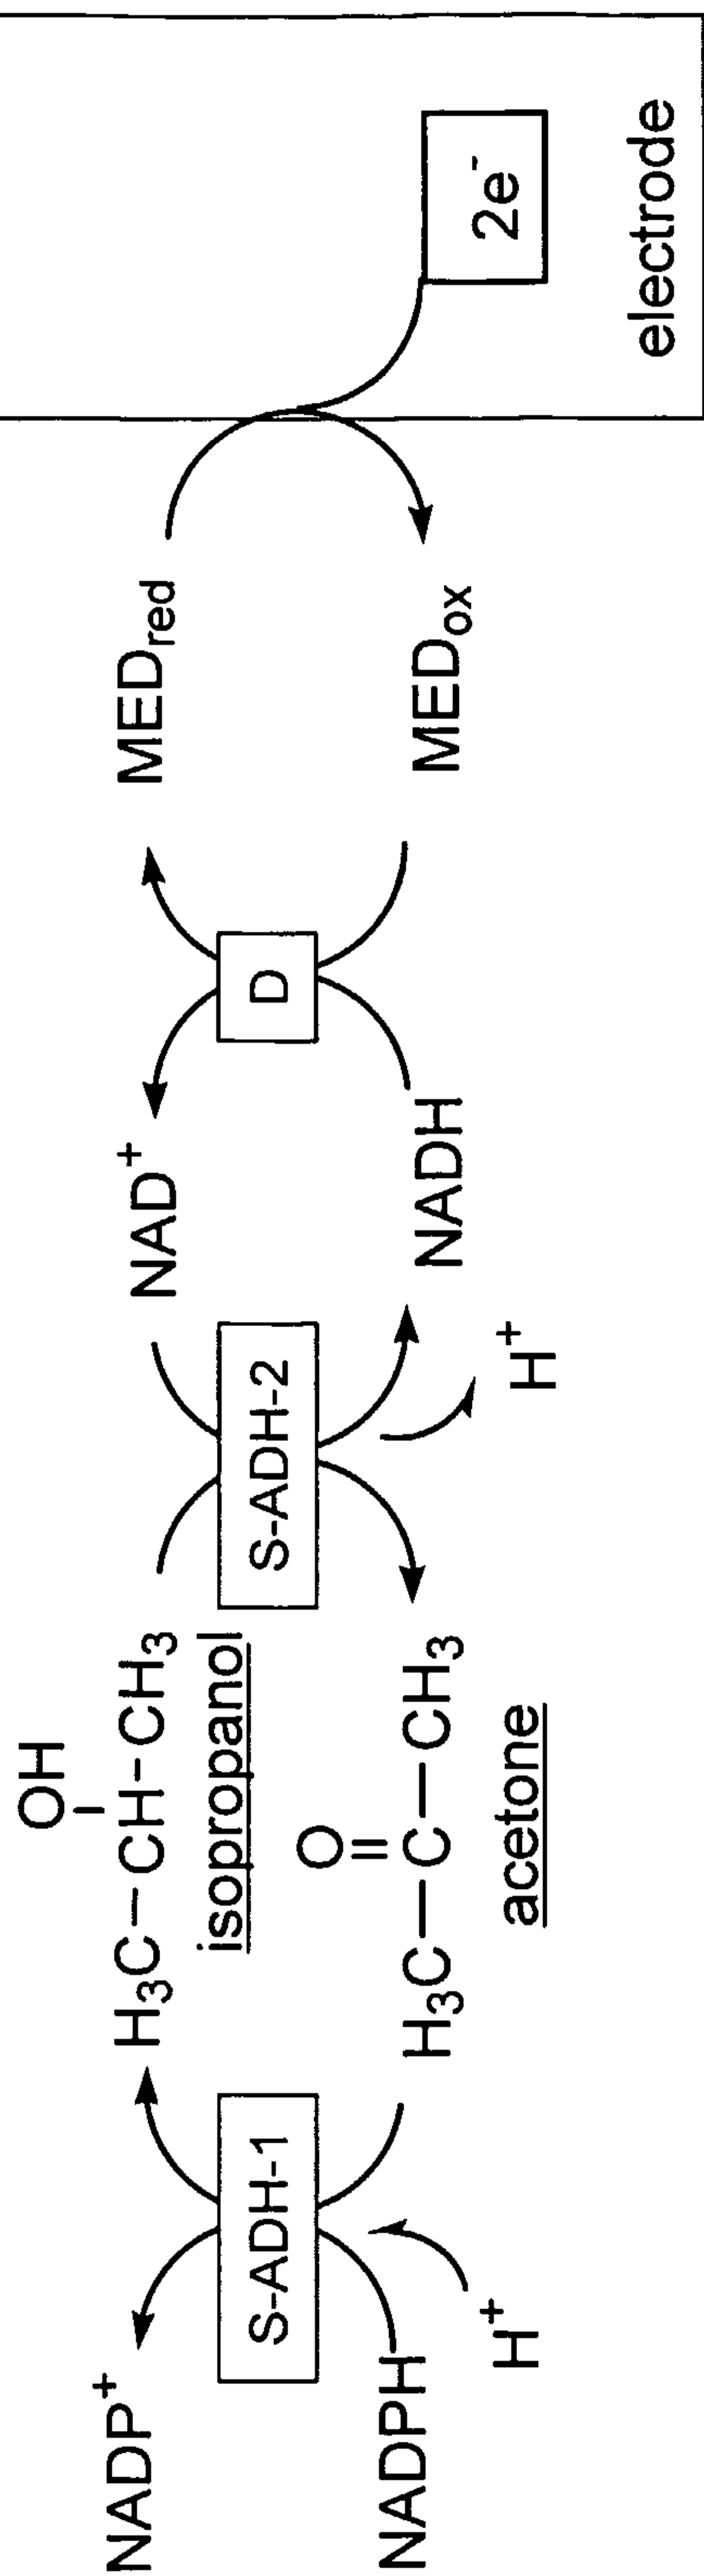 NADP⁺
NADPH
H⁺
S-ADH-1
OH
H₃C–CH–CH₃
isopropanol
O
H₃C–C–CH₃
acetone
S-ADH-2
H⁺
NAD⁺
NADH
D
MEDred
MEDox
2e⁻
electrode